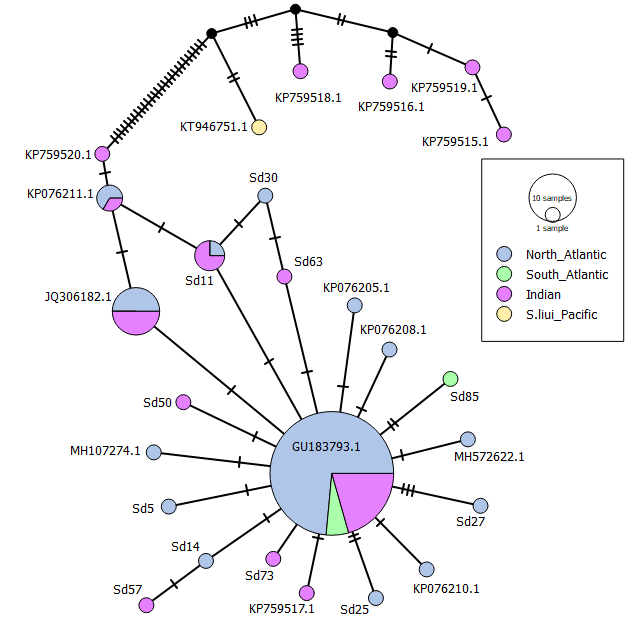 KP759518.1
KP759519.1
KP759516.1
KT946751.1
KP759515.1
KP759520.1
KP076211.1
Sd30
10 samples
1 sample
North_Atlantic
South_Atlantic
Indian
S.liui_Pacific
Sd63
Sd11
KP076205.1
JQ306182.1
KP076208.1
Sd85
Sd50
GU183793.1
MH107274.1
MH572622.1
Sd5
Sd27
Sd14
Sd73
Sd57
KP076210.1
KP759517.1
Sd25